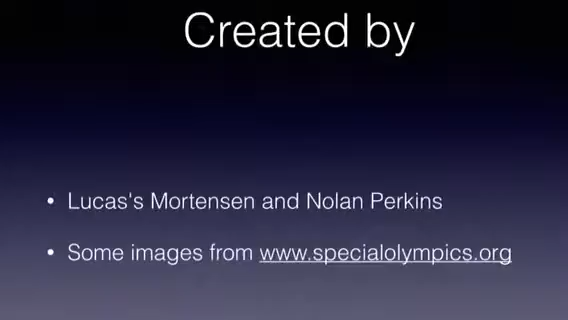 Created by
• Lucas's Mortensen and Nolan Perkins
• Some images from www.specialolympics.org